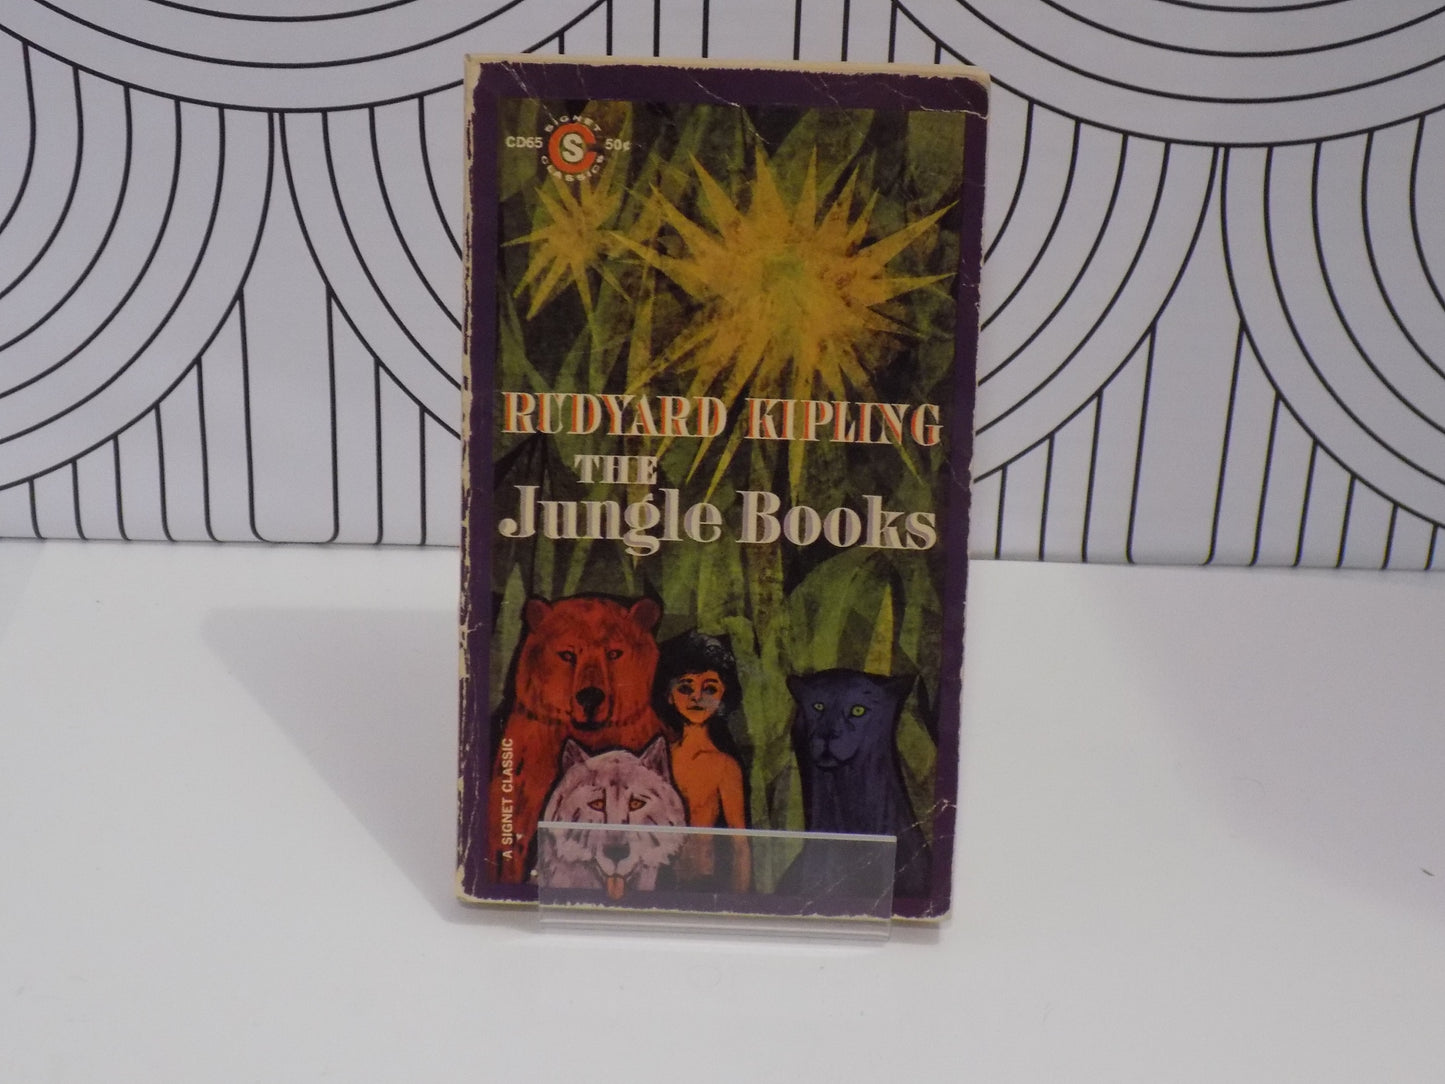 CD65 SIGNET CLASSICS 50¢
S
RUDYARD KIPLING
THE
Jungle Books
A SIGNET CLASSIC